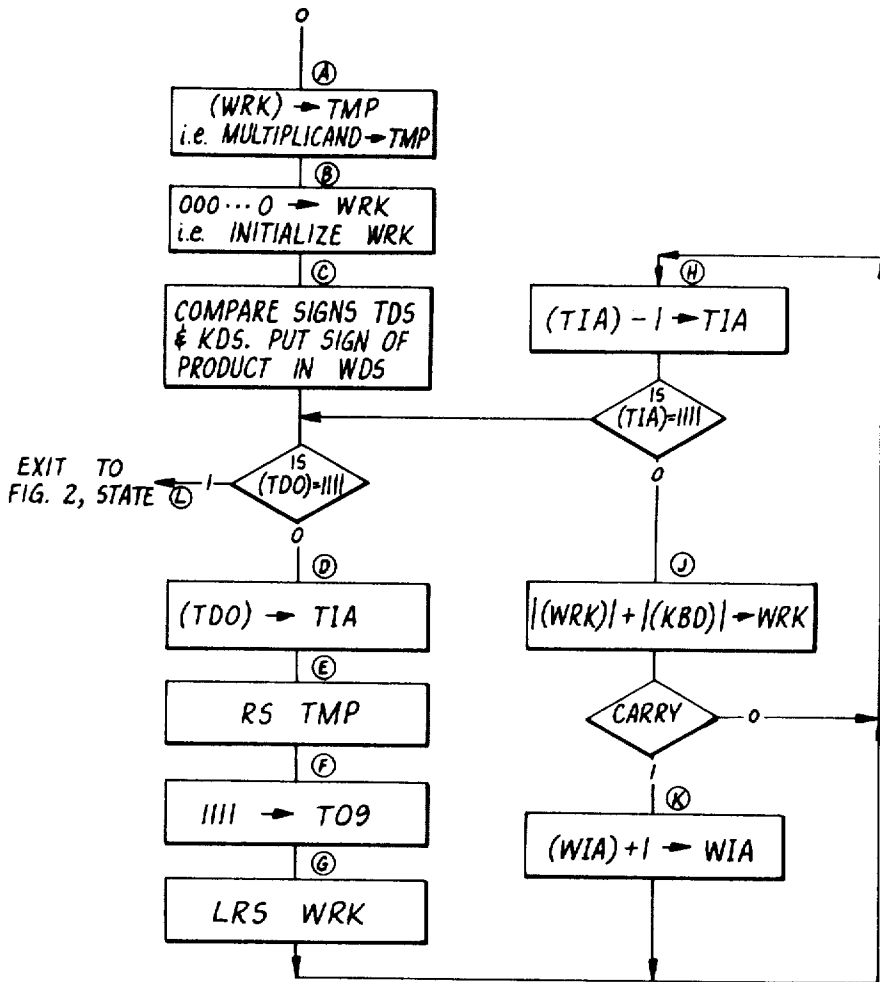 0
Ⓐ
(WRK) → TMP
i.e. MULTIPLICAND → TMP
Ⓑ
000 ··· 0 → WRK
i.e. INITIALIZE WRK
Ⓒ
COMPARE SIGNS TDS
& KDS. PUT SIGN OF
PRODUCT IN WDS
IS
(TDO)=1111
1
EXIT TO
FIG. 2, STATE Ⓛ
0
Ⓓ
(TDO) → TIA
Ⓔ
RS TMP
Ⓕ
1111 → TO9
Ⓖ
LRS WRK
Ⓗ
(TIA) - 1 → TIA
IS
(TIA)=1111
0
Ⓙ
|(WRK)| + |(KBD)| → WRK
CARRY
0
1
Ⓚ
(WIA) + 1 → WIA